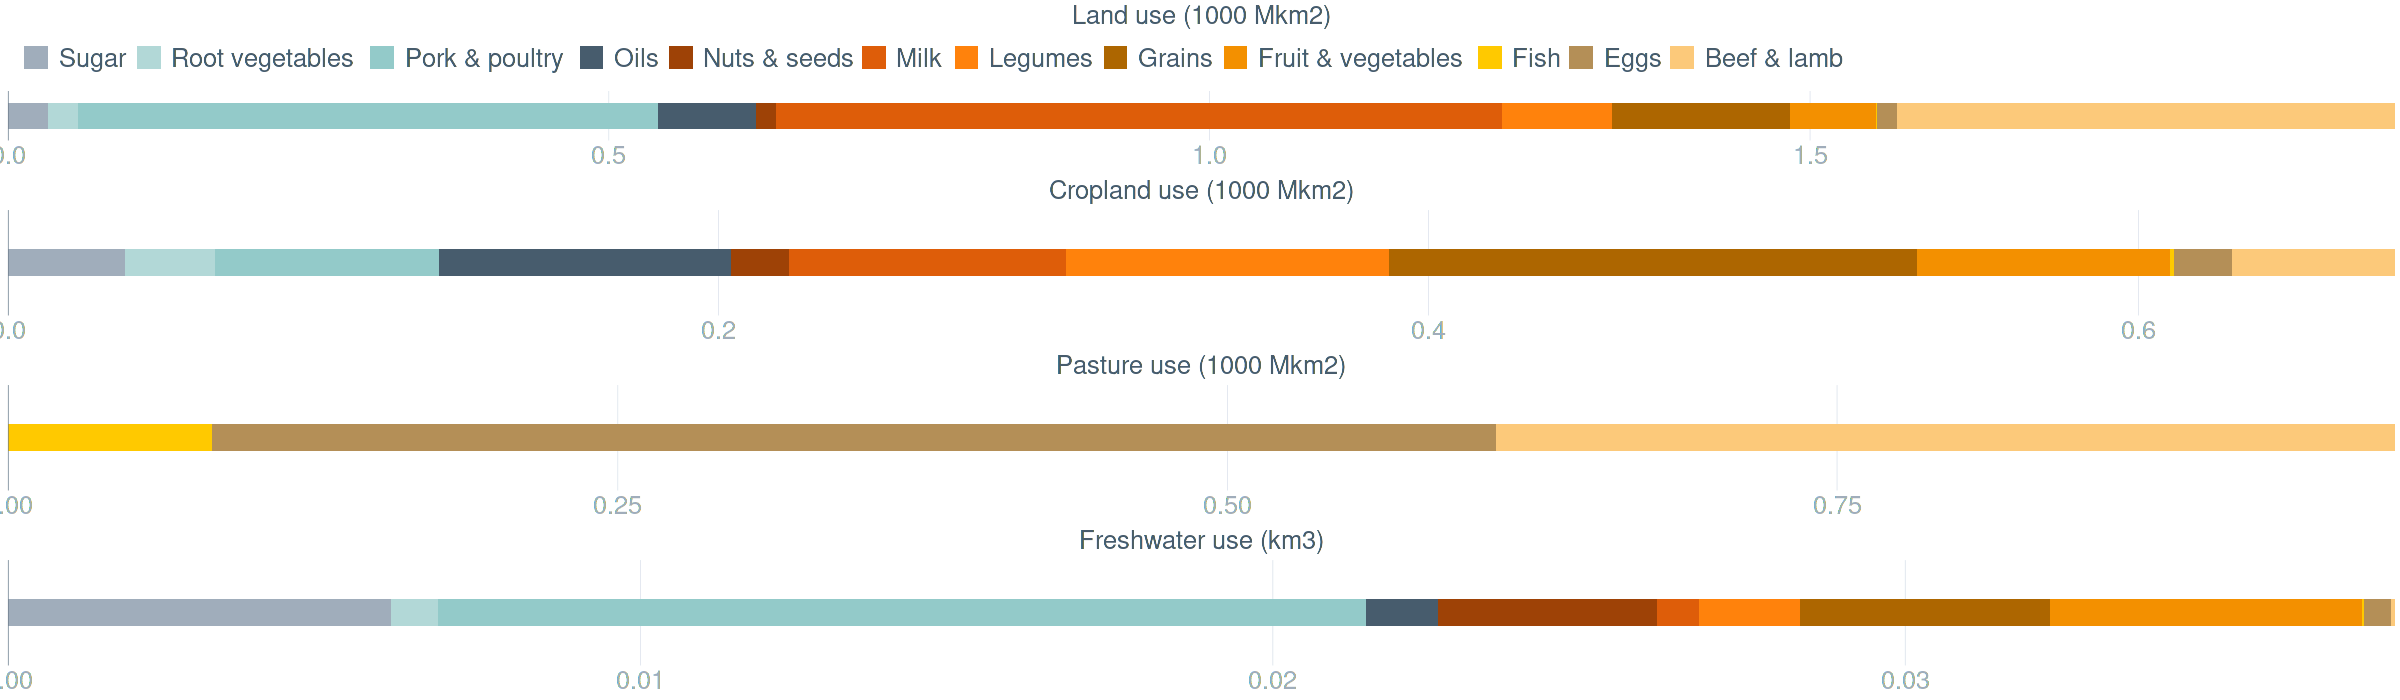 Land use (1000 Mkm2)
Sugar Root vegetables Pork & poultry Oils Nuts & seeds Milk Legumes Grains Fruit & vegetables Fish Eggs Beef & lamb
0.0 0.5 1.0 1.5
Cropland use (1000 Mkm2)
0.0 0.2 0.4 0.6
Pasture use (1000 Mkm2)
.00 0.25 0.50 0.75
Freshwater use (km3)
.00 0.01 0.02 0.03